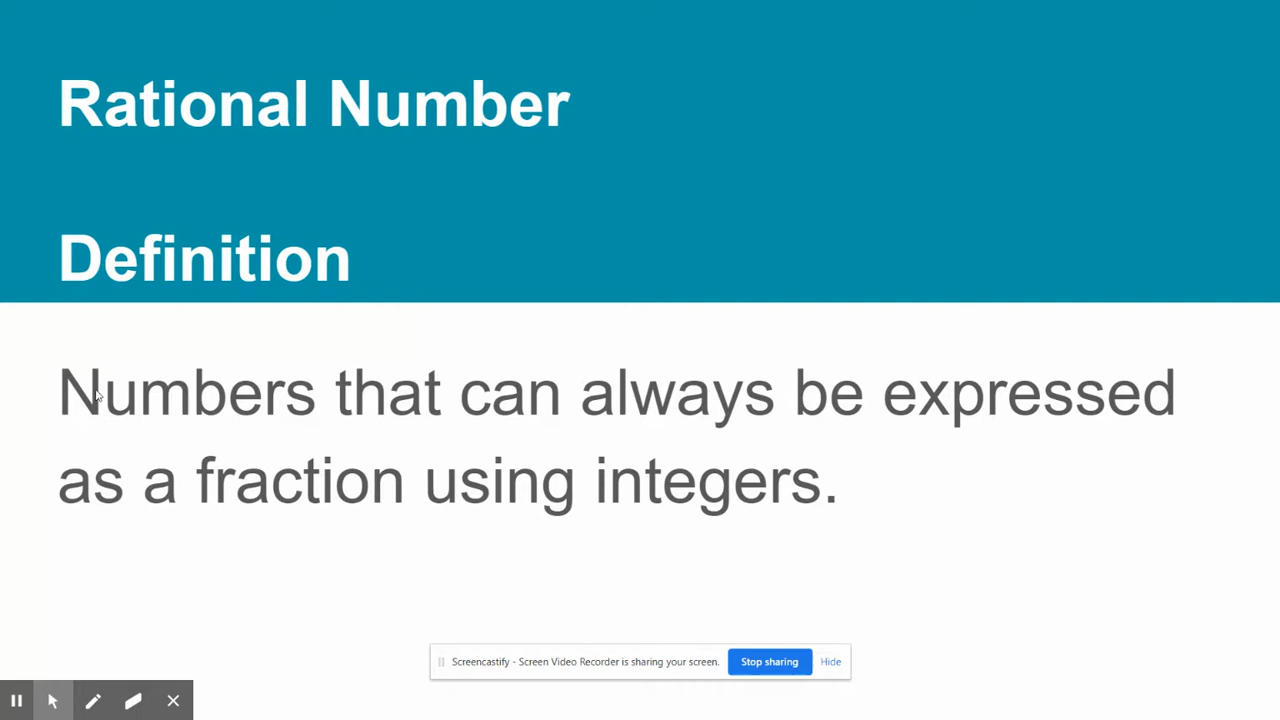 Rational Number
Definition
Numbers that can always be expressed
as a fraction using integers.
Screencastify - Screen Video Recorder is sharing your screen. Stop sharing Hide